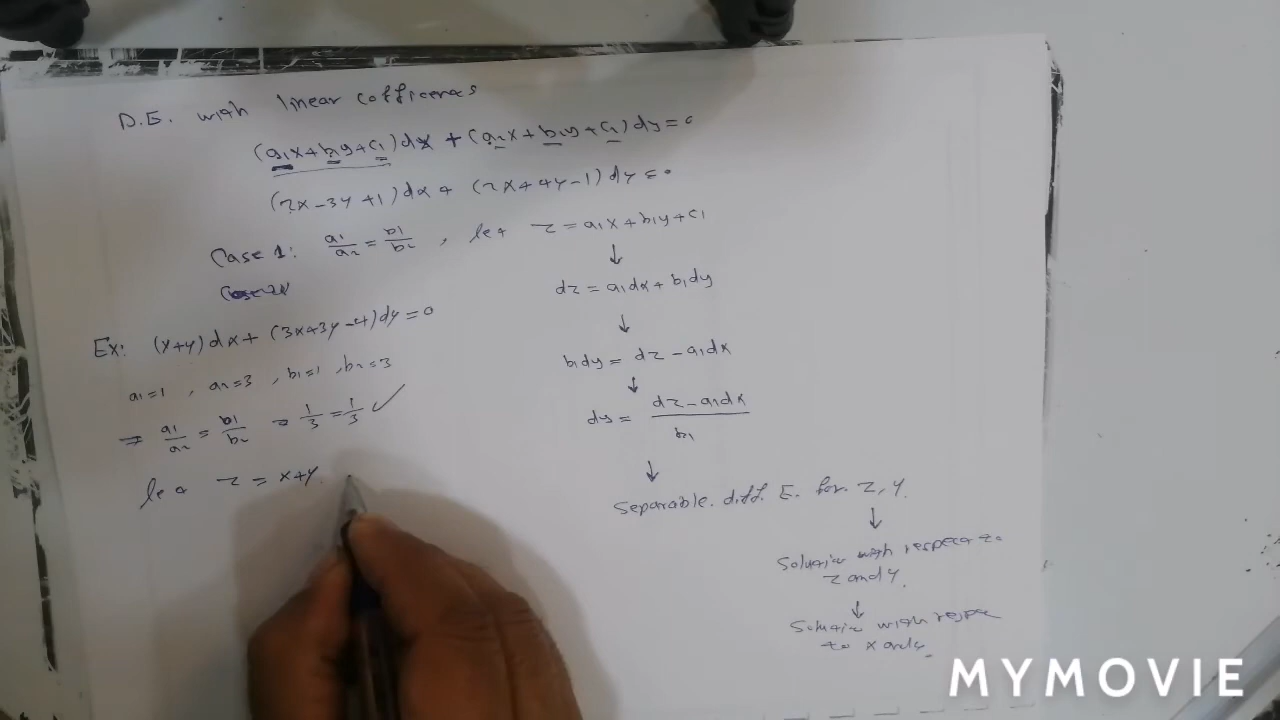 D.E. with linear cofficenas
(a1x+b1y+c1)dx + (a2x+b2y+c2)dy=0
(2x-3y+1)dx+ (2x+4y-1)dy=0
Case 1: a1/a2 = b1/b2 , let z=a1x+b1y+c1
↓
dz=a1dx+b1dy
↓
b1dy= dz-a1dx
↓
dy= dz-a1dx/b1
↓
Separable. diff. E. for. z, y.
↓
Solution with respect to
z and y.
↓
Solution with respe
to x and y.
Ex: (x+y)dx+(3x+3y-4)dy=0
a1=1 , a2=3 , b1=1 , b2=3
⇒ a1/a2 = b1/b2 ⇒ 1/3 = 1/3 ✓
let z = x+y.
MYMOVIE